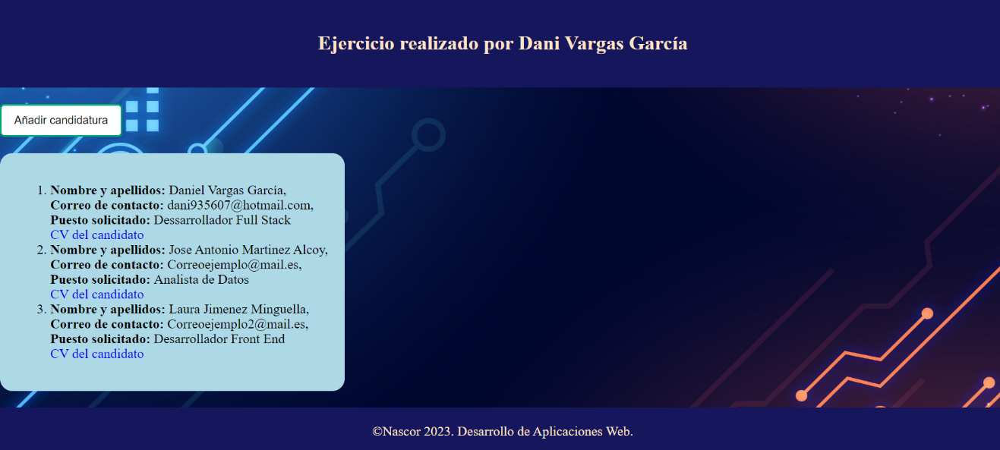 Ejercicio realizado por Dani Vargas García
Añadir candidatura
1. Nombre y apellidos: Daniel Vargas García,
Correo de contacto: dani935607@hotmail.com,
Puesto solicitado: Dessarrollador Full Stack
CV del candidato
2. Nombre y apellidos: Jose Antonio Martinez Alcoy,
Correo de contacto: Correoejemplo@mail.es,
Puesto solicitado: Analista de Datos
CV del candidato
3. Nombre y apellidos: Laura Jimenez Minguella,
Correo de contacto: Correoejemplo2@mail.es,
Puesto solicitado: Desarrollador Front End
CV del candidato
©Nascor 2023. Desarrollo de Aplicaciones Web.